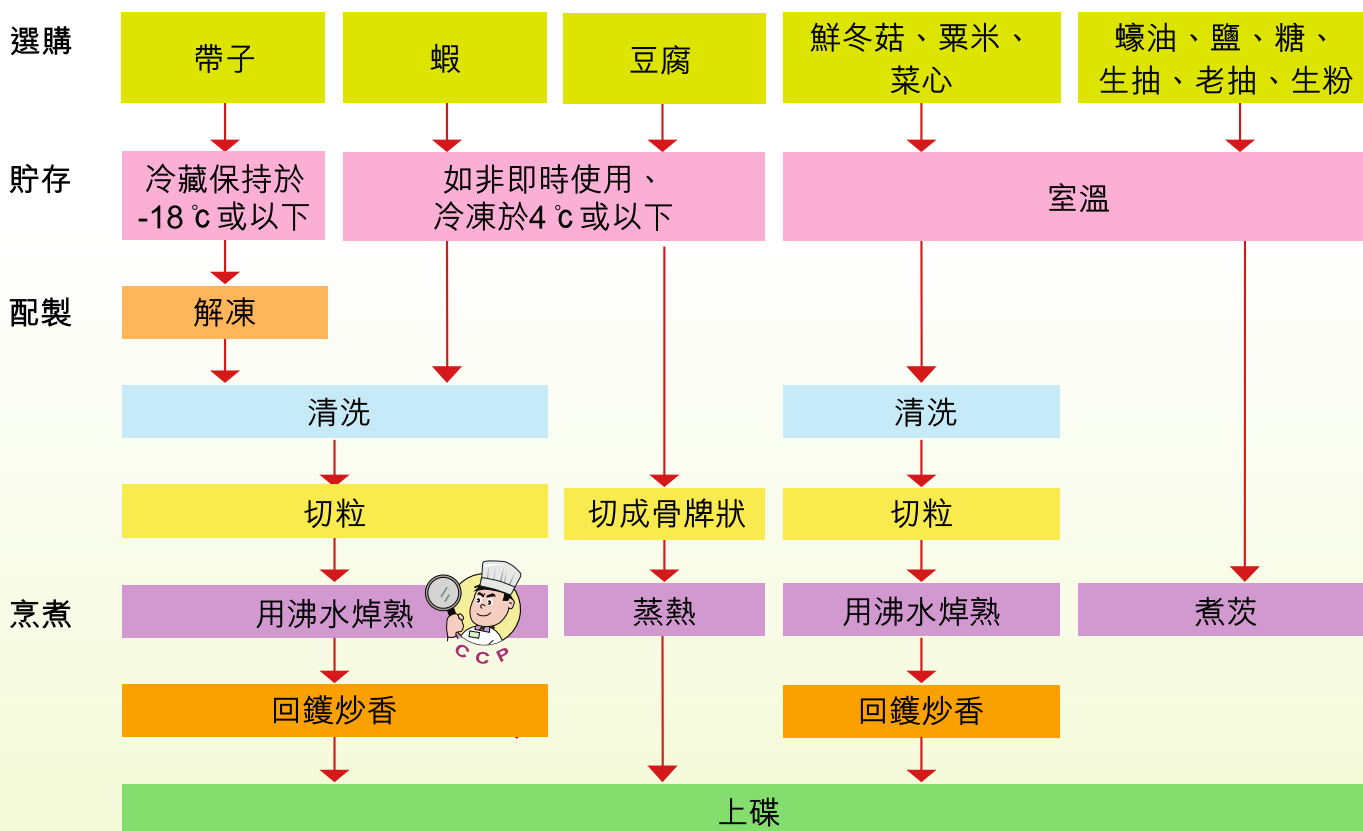 選購
帶子
蝦
豆腐
鮮冬菇、粟米、
菜心
蠔油、鹽、糖、
生抽、老抽、生粉
貯存
冷藏保持於
-18℃或以下
如非即時使用、
冷凍於4℃或以下
室溫
配製
解凍
清洗
清洗
切粒
切成骨牌狀
切粒
烹煮
用沸水焯熟
CCP
蒸熱
用沸水焯熟
煮茨
回鑊炒香
回鑊炒香
上碟